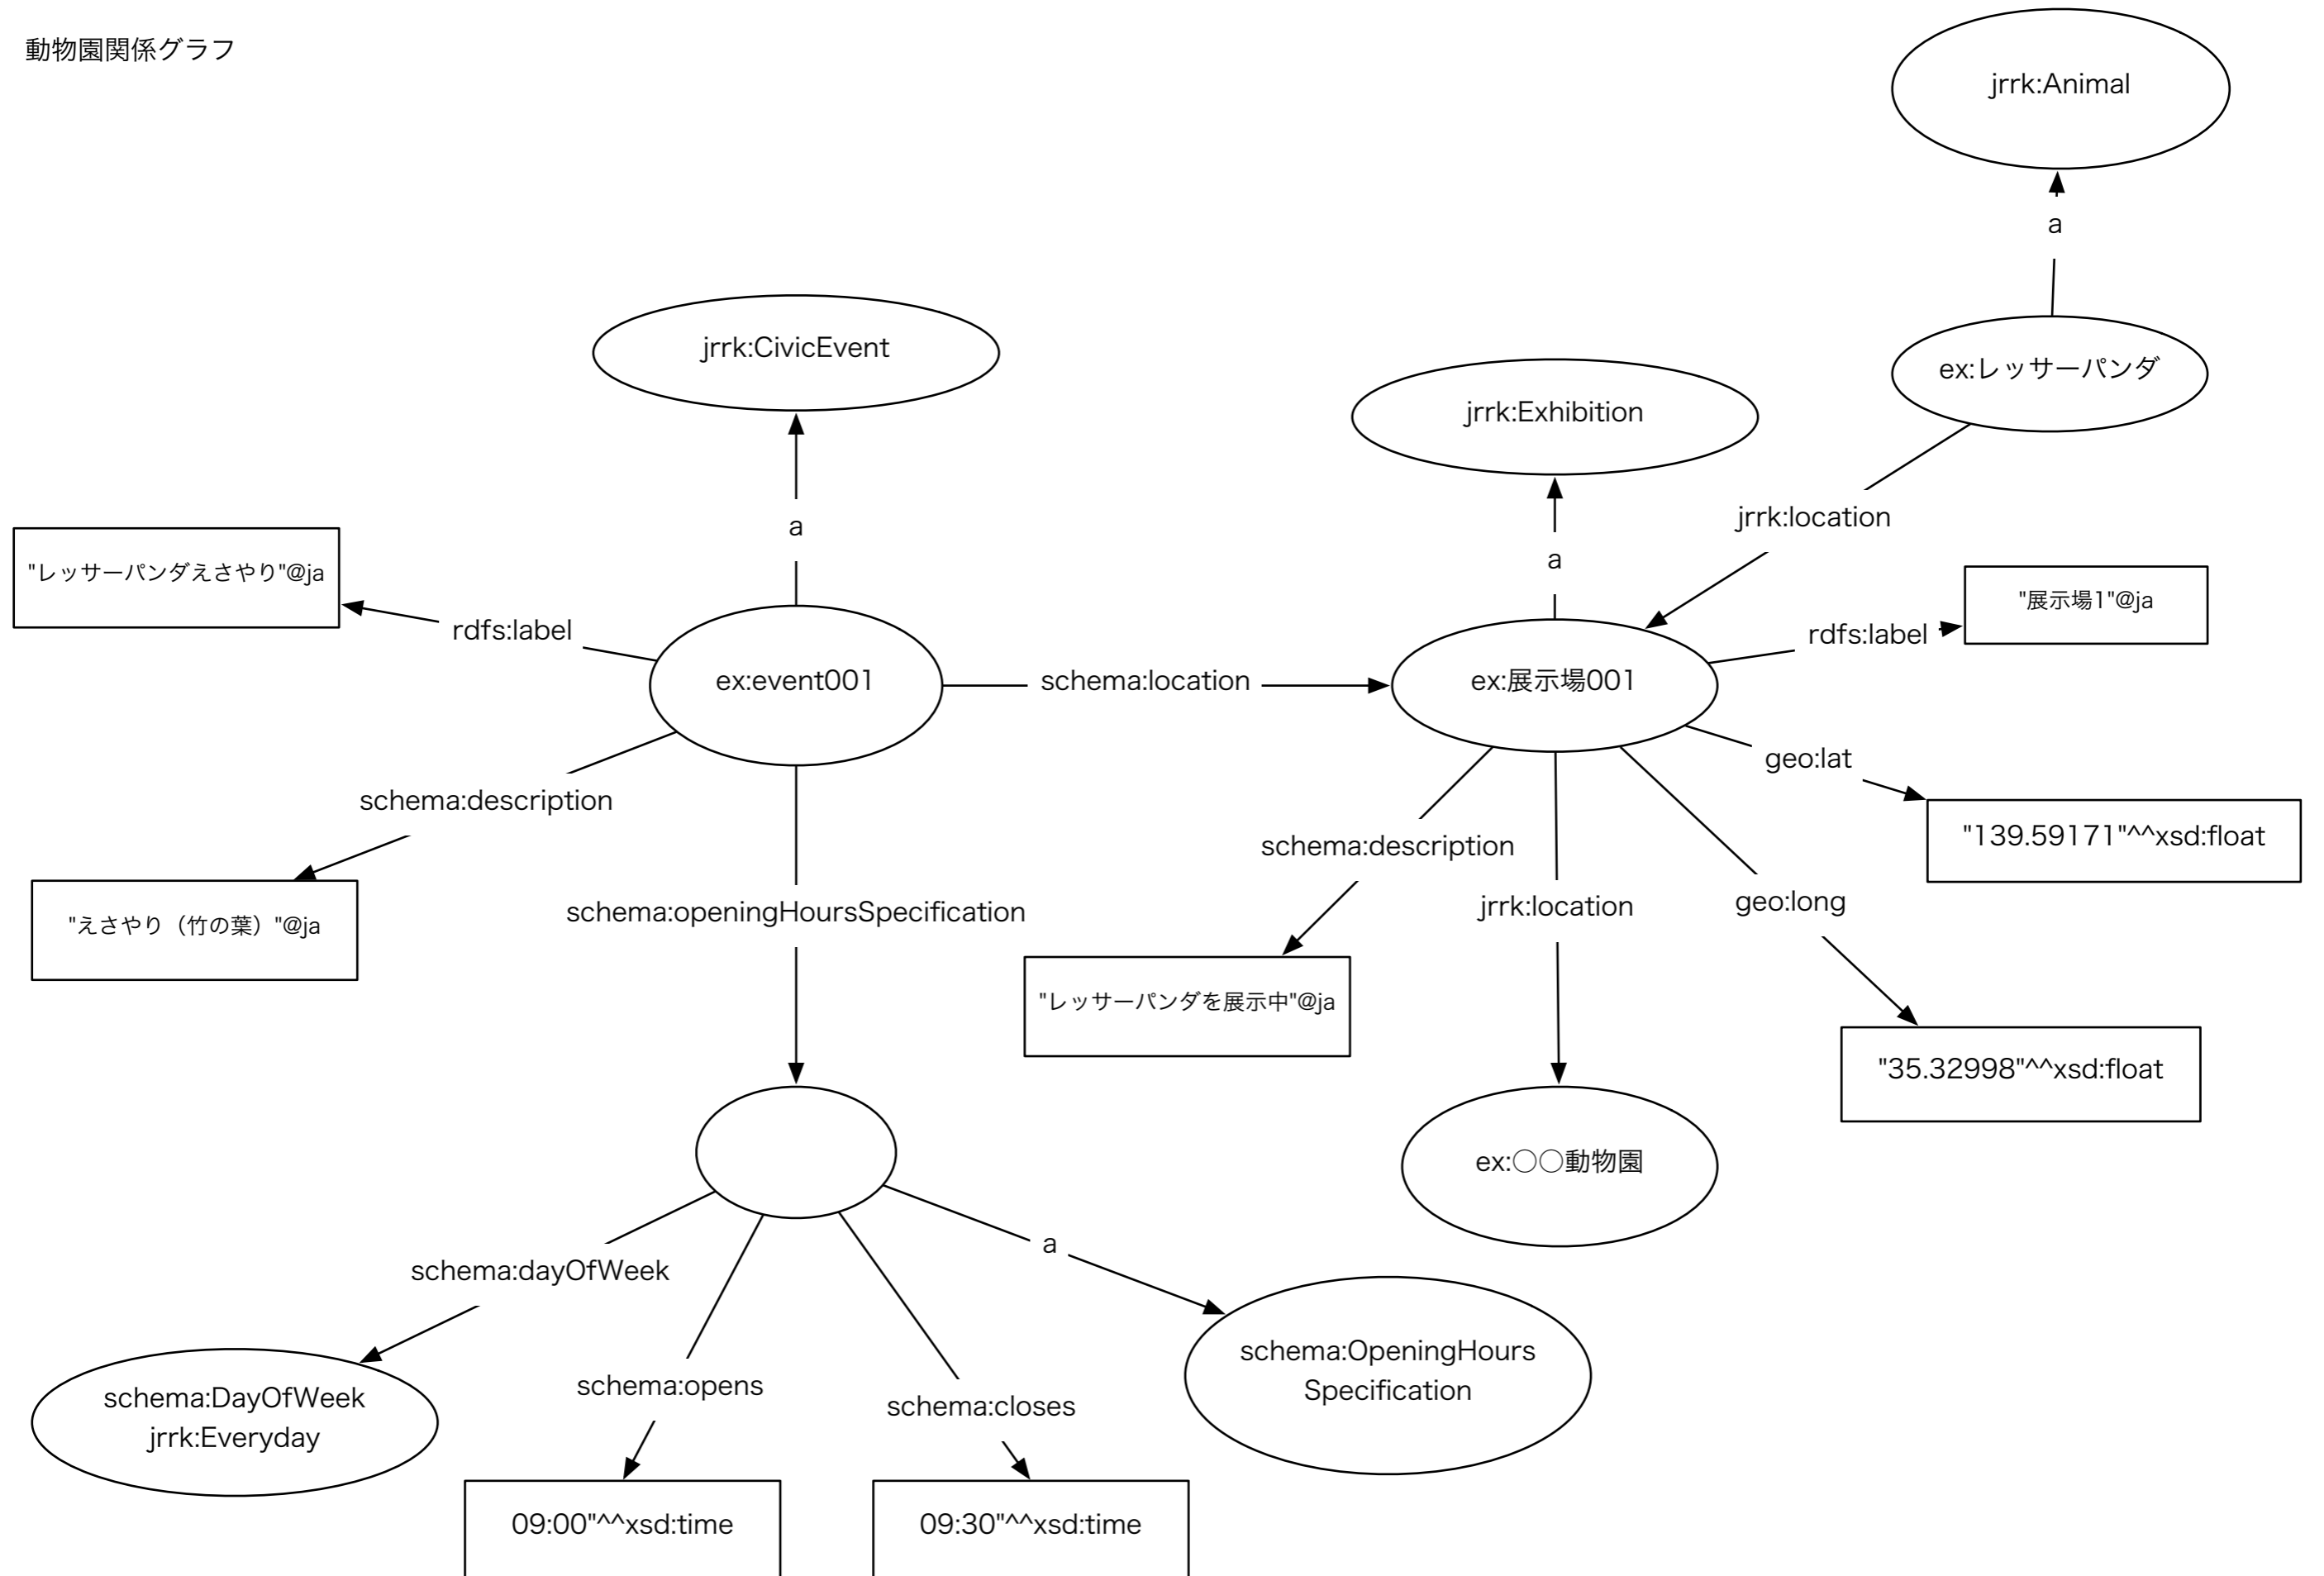 動物園関係グラフ
jrrk:Animal
a
jrrk:CivicEvent
ex:レッサーパンダ
jrrk:Exhibition
a
jrrk:location
a
"レッサーパンダえさやり"@ja
"展示場1"@ja
rdfs:label
rdfs:label
ex:event001
schema:location
ex:展示場001
geo:lat
schema:description
"139.59171"^^xsd:float
schema:description
geo:long
jrrk:location
schema:openingHoursSpecification
"えさやり（竹の葉）"@ja
"レッサーパンダを展示中"@ja
"35.32998"^^xsd:float
ex:○○動物園
a
schema:dayOfWeek
schema:OpeningHours
Specification
schema:opens
schema:DayOfWeek
jrrk:Everyday
schema:closes
09:00"^^xsd:time
09:30"^^xsd:time